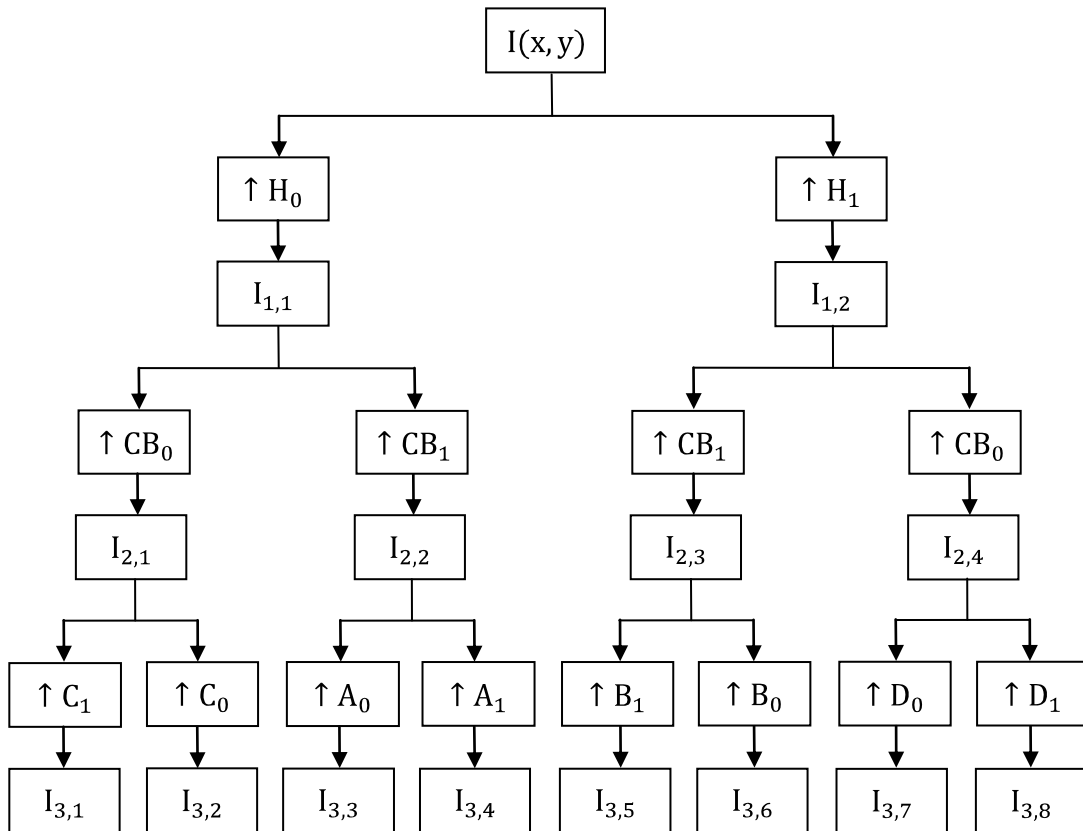 I(x, y)
↑ H₀
↑ H₁
I₁,₁
I₁,₂
↑ CB₀
↑ CB₁
↑ CB₁
↑ CB₀
I₂,₁
I₂,₂
I₂,₃
I₂,₄
↑ C₁
↑ C₀
↑ A₀
↑ A₁
↑ B₁
↑ B₀
↑ D₀
↑ D₁
I₃,₁
I₃,₂
I₃,₃
I₃,₄
I₃,₅
I₃,₆
I₃,₇
I₃,₈